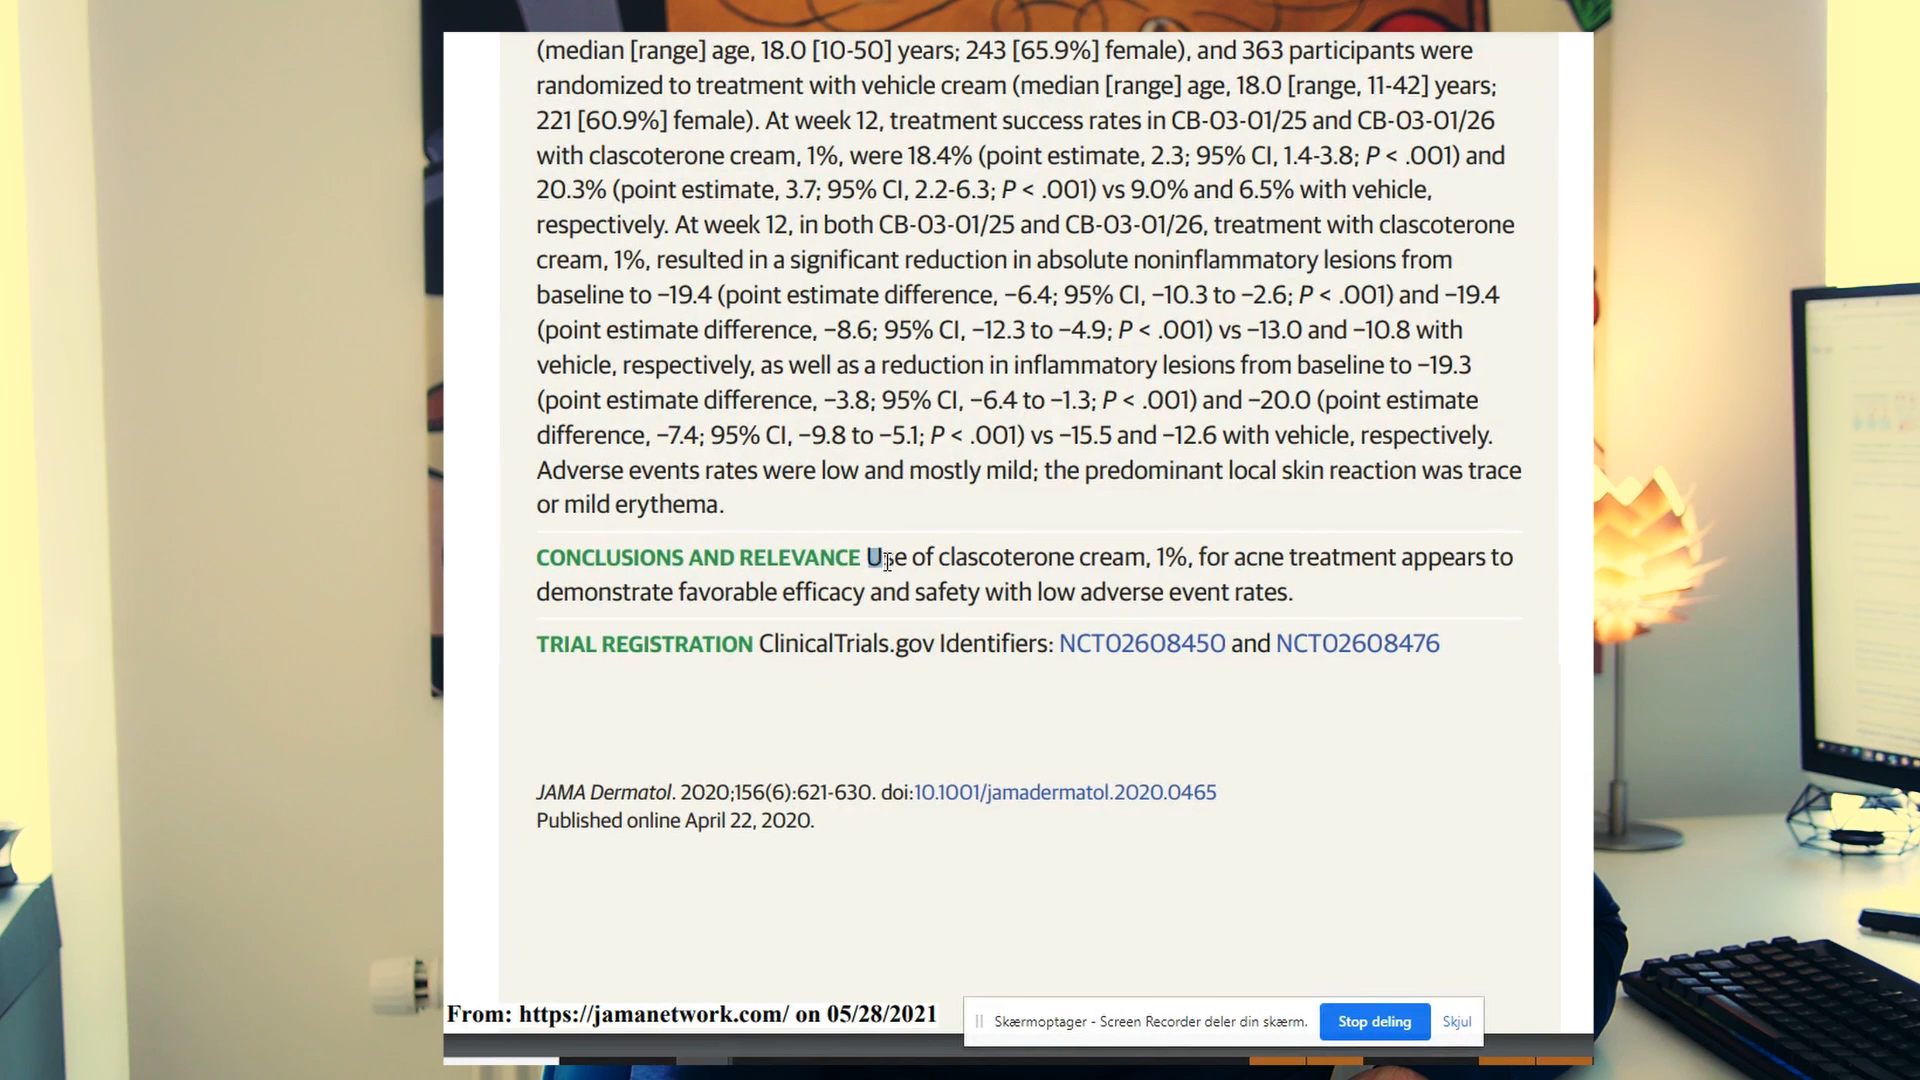 (median [range] age, 18.0 [10-50] years; 243 [65.9%] female), and 363 participants were
randomized to treatment with vehicle cream (median [range] age, 18.0 [range, 11-42] years;
221 [60.9%] female). At week 12, treatment success rates in CB-03-01/25 and CB-03-01/26
with clascoterone cream, 1%, were 18.4% (point estimate, 2.3; 95% CI, 1.4-3.8; P < .001) and
20.3% (point estimate, 3.7; 95% CI, 2.2-6.3; P < .001) vs 9.0% and 6.5% with vehicle,
respectively. At week 12, in both CB-03-01/25 and CB-03-01/26, treatment with clascoterone
cream, 1%, resulted in a significant reduction in absolute noninflammatory lesions from
baseline to −19.4 (point estimate difference, −6.4; 95% CI, −10.3 to −2.6; P < .001) and −19.4
(point estimate difference, −8.6; 95% CI, −12.3 to −4.9; P < .001) vs −13.0 and −10.8 with
vehicle, respectively, as well as a reduction in inflammatory lesions from baseline to −19.3
(point estimate difference, −3.8; 95% CI, −6.4 to −1.3; P < .001) and −20.0 (point estimate
difference, −7.4; 95% CI, −9.8 to −5.1; P < .001) vs −15.5 and −12.6 with vehicle, respectively.
Adverse events rates were low and mostly mild; the predominant local skin reaction was trace
or mild erythema.
CONCLUSIONS AND RELEVANCE Use of clascoterone cream, 1%, for acne treatment appears to
demonstrate favorable efficacy and safety with low adverse event rates.
TRIAL REGISTRATION ClinicalTrials.gov Identifiers: NCT02608450 and NCT02608476
JAMA Dermatol. 2020;156(6):621-630. doi:10.1001/jamadermatol.2020.0465
Published online April 22, 2020.
From: https://jamanetwork.com/ on 05/28/2021
Skærmoptager - Screen Recorder deler din skærm.
Stop deling
Skjul